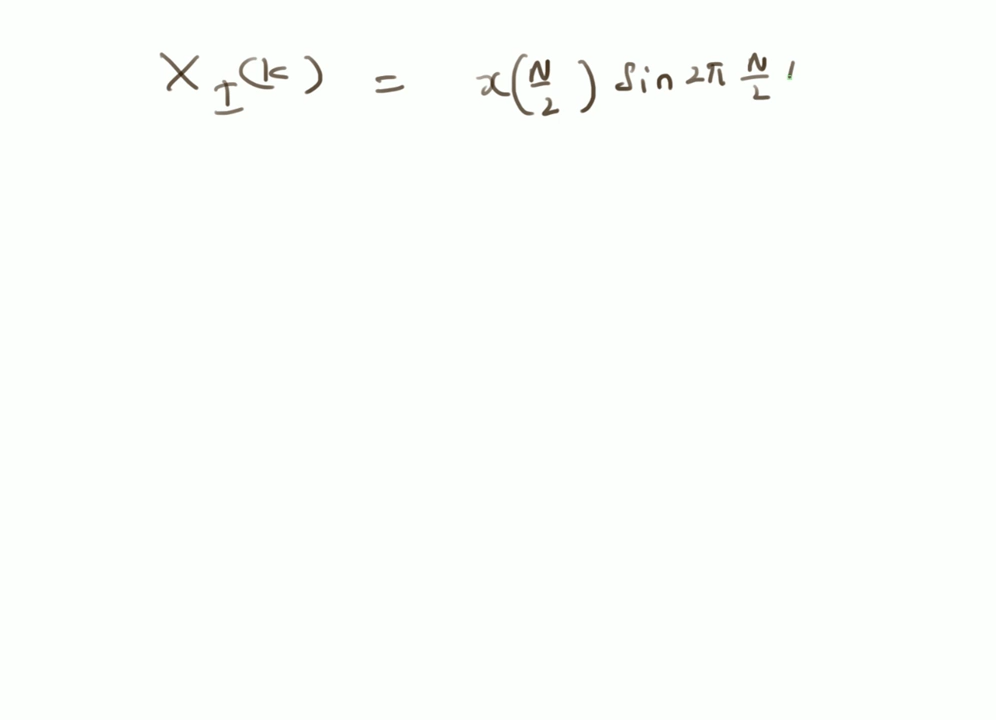 X_I(k) = x(N/2) sin 2π N/2